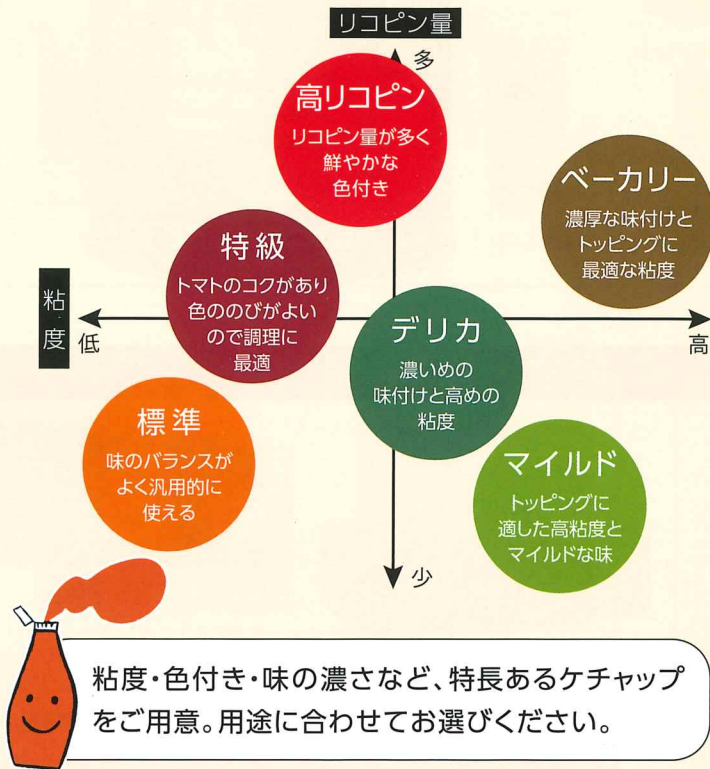 リコピン量
多
高リコピン
リコピン量が多く
鮮やかな
色付き
ベーカリー
濃厚な味付けと
トッピングに
最適な粘度
特級
トマトのコクがあり
色ののびがよい
ので調理に
最適
粘度
低
高
デリカ
濃いめの
味付けと高めの
粘度
標準
味のバランスが
よく汎用的に
使える
マイルド
トッピングに
適した高粘度と
マイルドな味
少
粘度・色付き・味の濃さなど、特長あるケチャップ
をご用意。用途に合わせてお選びください。